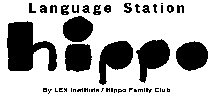 Language Station
hippo
By LEX Institute / Hippo Family Club